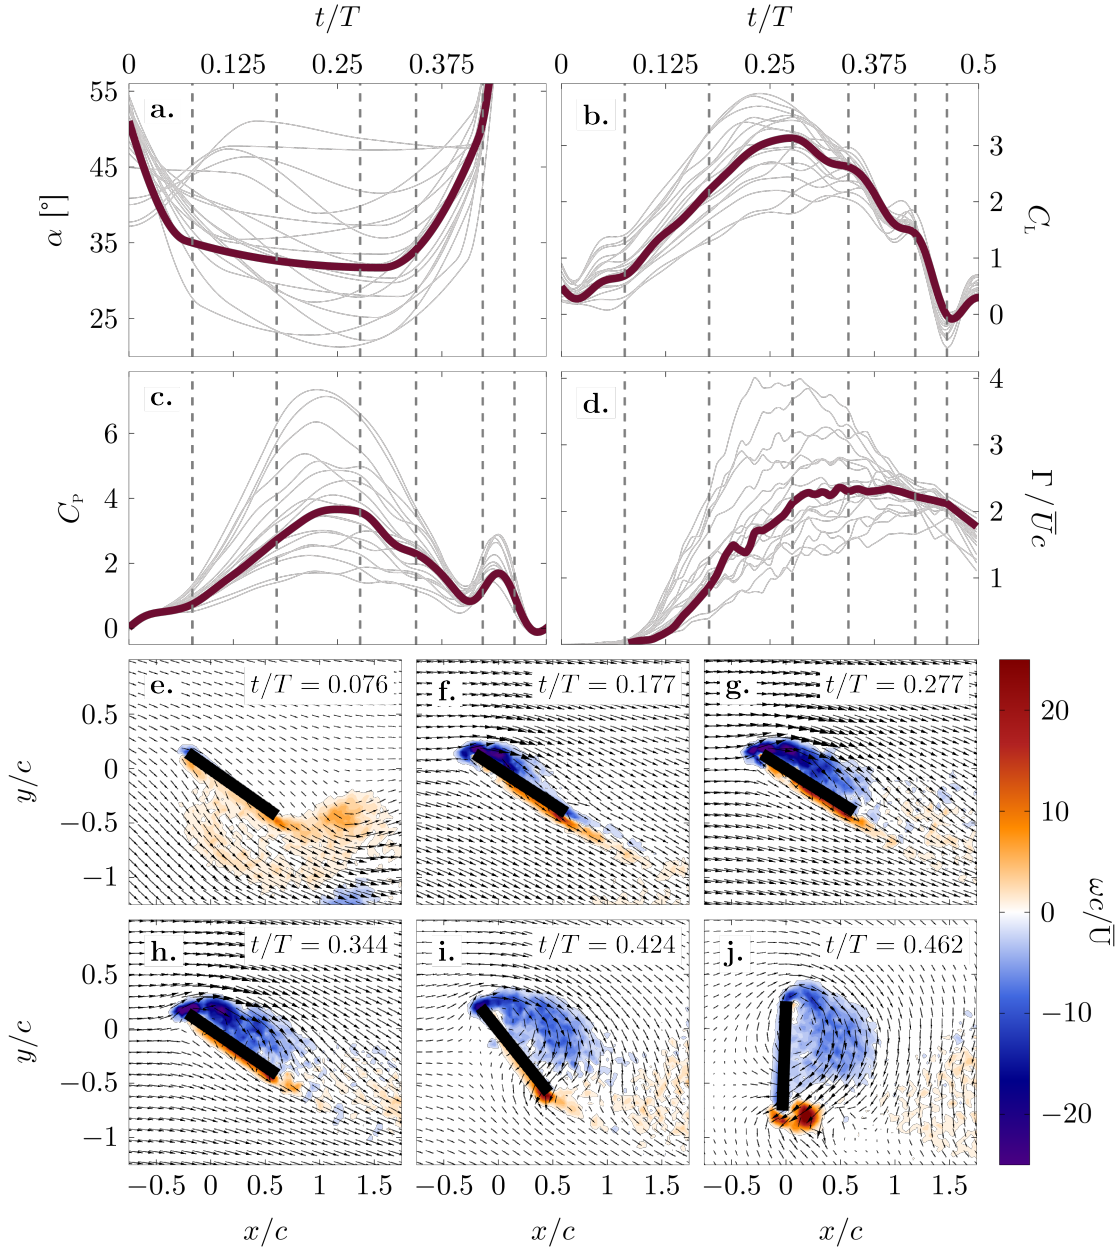 t/T t/T
0 0.125 0.25 0.375 0 0.125 0.25 0.375 0.5
a.
55
45
35
25
α [°]
b.
3
2
1
0
C_L
c.
6
4
2
0
C_P
d.
4
3
2
1
Γ/U̅c
e. t/T = 0.076
f. t/T = 0.177
g. t/T = 0.277
0.5
0
−0.5
−1
y/c
h. t/T = 0.344
i. t/T = 0.424
j. t/T = 0.462
0.5
0
−0.5
−1
y/c
−0.5 0 0.5 1 1.5 −0.5 0 0.5 1 1.5 −0.5 0 0.5 1 1.5
x/c x/c x/c
20
10
0
−10
−20
ωc/U̅